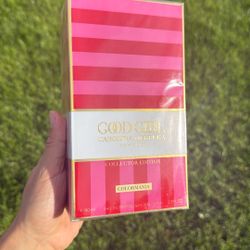 GOOD GIRL
CAROLINA HERRERA
COLLECTOR EDITION
COLORMANIA